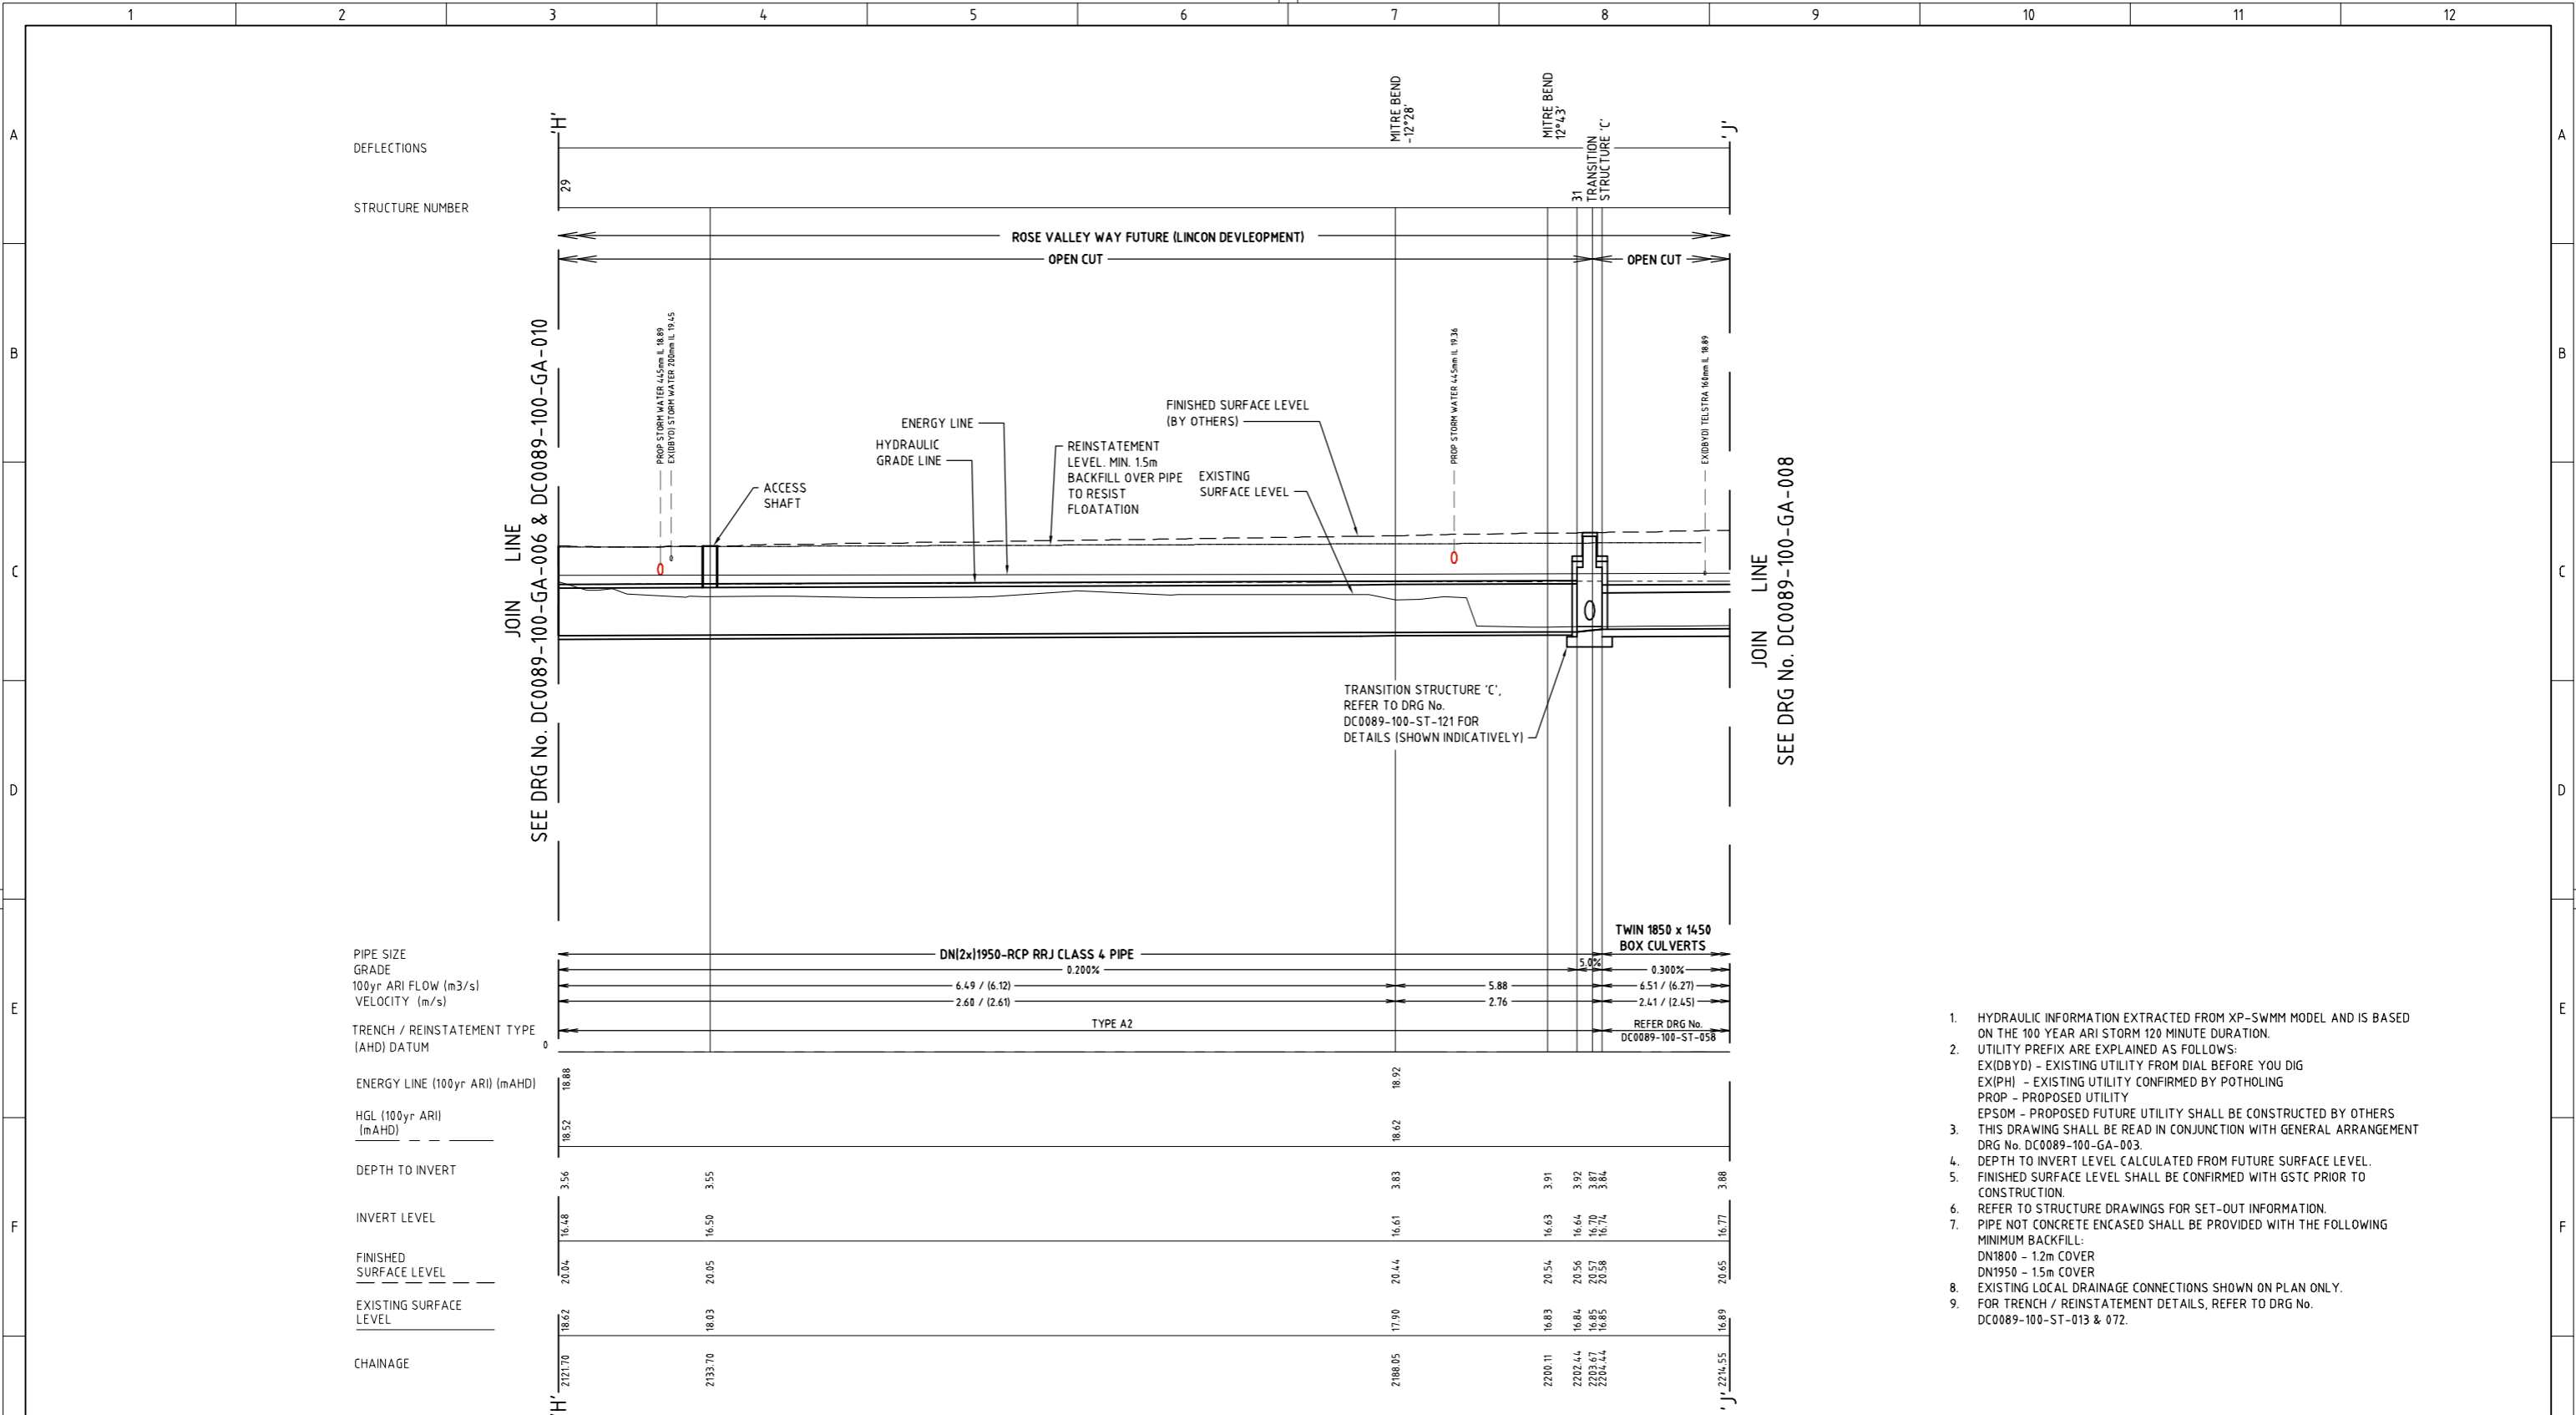 1 2 3 4 5 6 7 8 9 10 11 12
A A
B B
C C
D D
E E
F F
DEFLECTIONS
'H'
MITRE BEND
-12°28'
MITRE BEND
12°43'
'J'
STRUCTURE NUMBER
29
31
TRANSITION
STRUCTURE 'C'
ROSE VALLEY WAY FUTURE (LINCON DEVLEOPMENT)
OPEN CUT
OPEN CUT
JOIN LINE
SEE DRG No. DC0089-100-GA-006 & DC0089-100-GA-010
PROP STORM WATER 445mm IL 18.89
EX(DBYD) STORM WATER 200mm IL 19.45
PROP STORM WATER 445mm IL 19.36
EX(DBYD) TELSTRA 160mm IL 18.89
ACCESS
SHAFT
HYDRAULIC
GRADE LINE
ENERGY LINE
REINSTATEMENT
LEVEL. MIN. 1.5m
BACKFILL OVER PIPE
TO RESIST
FLOATATION
FINISHED SURFACE LEVEL
(BY OTHERS)
EXISTING
SURFACE LEVEL
JOIN LINE
SEE DRG No. DC0089-100-GA-008
TRANSITION STRUCTURE 'C',
REFER TO DRG No.
DC0089-100-ST-121 FOR
DETAILS (SHOWN INDICATIVELY)
PIPE SIZE
DN(2x)1950-RCP RRJ CLASS 4 PIPE
TWIN 1850 x 1450
BOX CULVERTS
GRADE
0.200% 5.0% 0.300%
100yr ARI FLOW (m3/s)
6.49 / (6.12) 5.88 6.51 / (6.27)
VELOCITY (m/s)
2.60 / (2.61) 2.76 2.41 / (2.45)
TRENCH / REINSTATEMENT TYPE
TYPE A2
REFER DRG No.
DC0089-100-ST-058
(AHD) DATUM 0
ENERGY LINE (100yr ARI) (mAHD)
18.88 18.92
HGL (100yr ARI)
(mAHD)
18.52 18.62
DEPTH TO INVERT
3.56 3.55 3.83 3.91 3.92 3.87 3.84 3.88
INVERT LEVEL
16.48 16.50 16.61 16.63 16.64 16.70 16.74 16.77
FINISHED
SURFACE LEVEL
20.04 20.05 20.44 20.54 20.56 20.57 20.58 20.65
EXISTING SURFACE
LEVEL
18.62 18.03 17.90 16.83 16.84 16.85 16.85 16.89
CHAINAGE
2121.70 2133.70 2188.05 2200.11 2202.44 2203.67 2204.44 2214.55
'H' 'J'
1. HYDRAULIC INFORMATION EXTRACTED FROM XP-SWMM MODEL AND IS BASED
ON THE 100 YEAR ARI STORM 120 MINUTE DURATION.
2. UTILITY PREFIX ARE EXPLAINED AS FOLLOWS:
EX(DBYD) - EXISTING UTILITY FROM DIAL BEFORE YOU DIG
EX(PH) - EXISTING UTILITY CONFIRMED BY POTHOLING
PROP - PROPOSED UTILITY
EPSOM - PROPOSED FUTURE UTILITY SHALL BE CONSTRUCTED BY OTHERS
3. THIS DRAWING SHALL BE READ IN CONJUNCTION WITH GENERAL ARRANGEMENT
DRG No. DC0089-100-GA-003.
4. DEPTH TO INVERT LEVEL CALCULATED FROM FUTURE SURFACE LEVEL.
5. FINISHED SURFACE LEVEL SHALL BE CONFIRMED WITH GSTC PRIOR TO
CONSTRUCTION.
6. REFER TO STRUCTURE DRAWINGS FOR SET-OUT INFORMATION.
7. PIPE NOT CONCRETE ENCASED SHALL BE PROVIDED WITH THE FOLLOWING
MINIMUM BACKFILL:
DN1800 - 1.2m COVER
DN1950 - 1.5m COVER
8. EXISTING LOCAL DRAINAGE CONNECTIONS SHOWN ON PLAN ONLY.
9. FOR TRENCH / REINSTATEMENT DETAILS, REFER TO DRG No.
DC0089-100-ST-013 & 072.